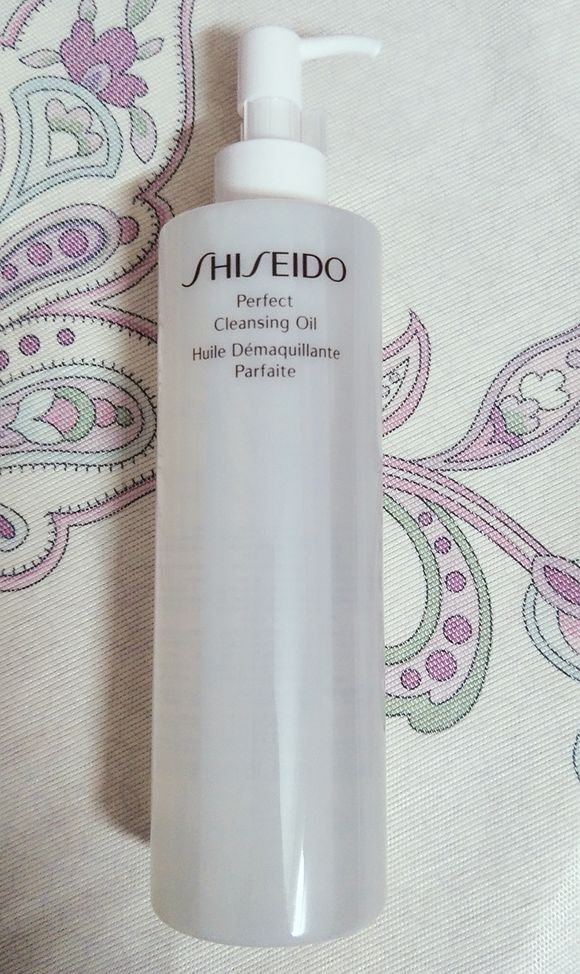 SHISEIDO
Perfect
Cleansing Oil
Huile Démaquillante
Parfaite